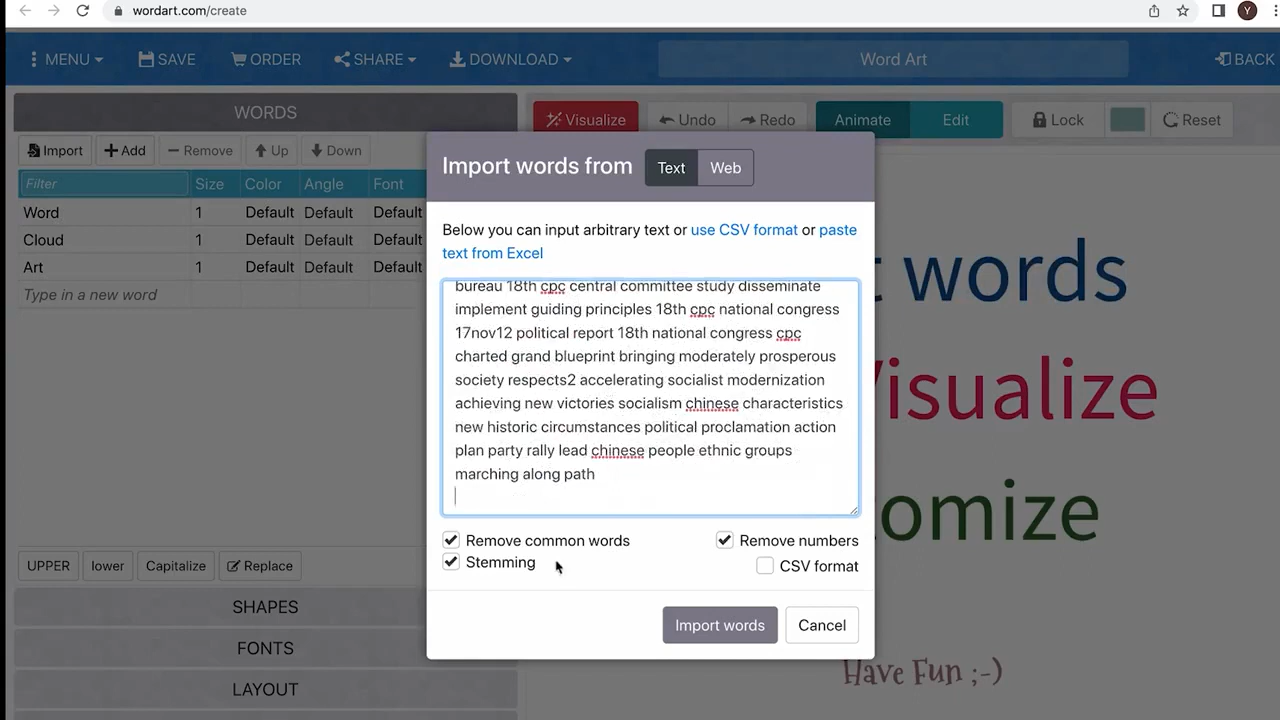 wordart.com/create
Y
MENU SAVE ORDER SHARE DOWNLOAD Word Art BACK
WORDS
Visualize Undo Redo Animate Edit Lock Reset
Import Add Remove Up Down
Filter Size Color Angle Font
Word 1 Default Default Default
Cloud 1 Default Default Default
Art 1 Default Default Default
Type in a new word
UPPER lower Capitalize Replace
SHAPES
FONTS
LAYOUT
Import words from Text Web
Below you can input arbitrary text or use CSV format or paste
text from Excel
bureau 18th cpc central committee study disseminate
implement guiding principles 18th cpc national congress
17nov12 political report 18th national congress cpc
charted grand blueprint bringing moderately prosperous
society respects2 accelerating socialist modernization
achieving new victories socialism chinese characteristics
new historic circumstances political proclamation action
plan party rally lead chinese people ethnic groups
marching along path
Remove common words Remove numbers
Stemming CSV format
Import words Cancel
words
Visualize
omize
Have Fun ;-)